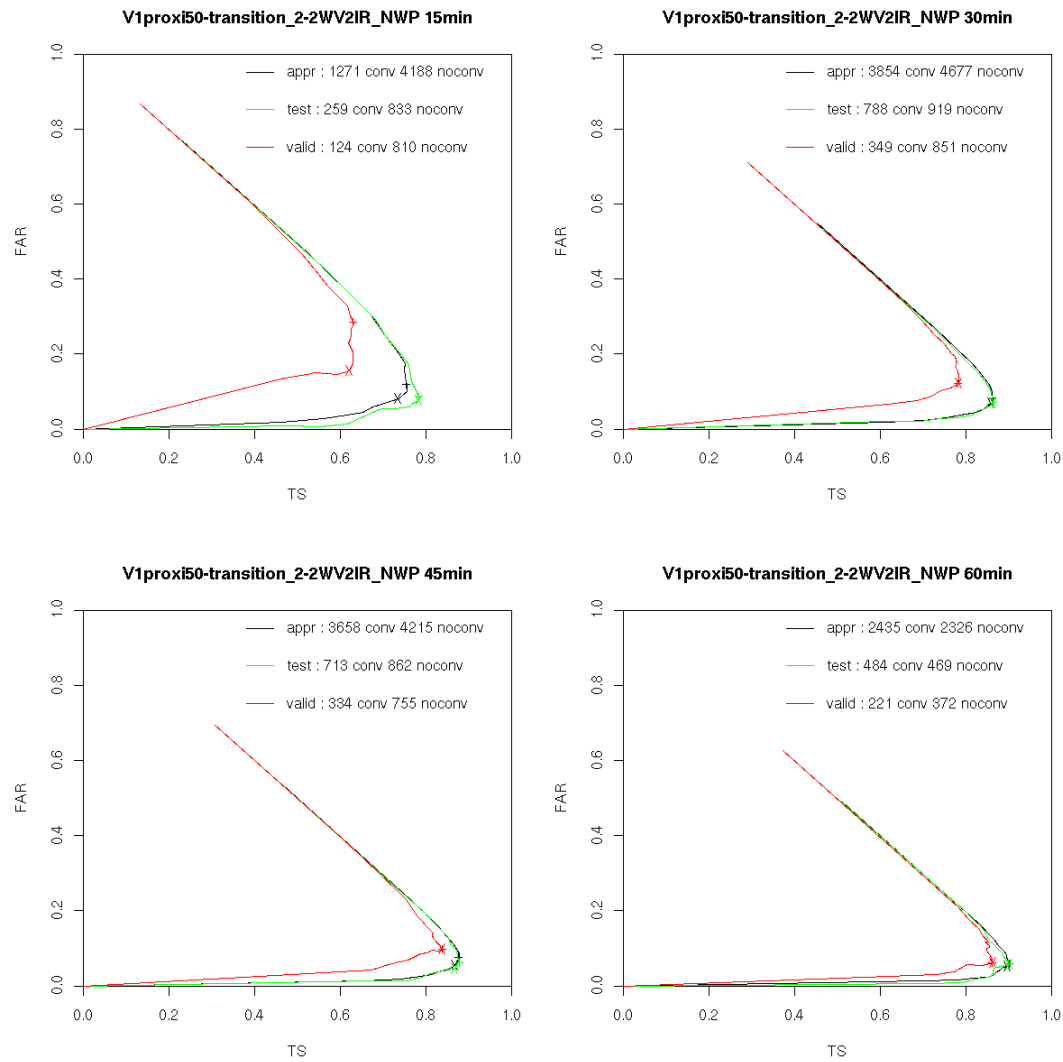 V1proxi50-transition_2-2WV2IR_NWP 15min
1.0
0.8
0.6
0.4
0.2
0.0
FAR
appr : 1271 conv 4188 noconv
test : 259 conv 833 noconv
valid : 124 conv 810 noconv
0.0 0.2 0.4 0.6 0.8 1.0
TS
V1proxi50-transition_2-2WV2IR_NWP 30min
1.0
0.8
0.6
0.4
0.2
0.0
FAR
appr : 3854 conv 4677 noconv
test : 788 conv 919 noconv
valid : 349 conv 851 noconv
0.0 0.2 0.4 0.6 0.8 1.0
TS
V1proxi50-transition_2-2WV2IR_NWP 45min
1.0
0.8
0.6
0.4
0.2
0.0
FAR
appr : 3658 conv 4215 noconv
test : 713 conv 862 noconv
valid : 334 conv 755 noconv
0.0 0.2 0.4 0.6 0.8 1.0
TS
V1proxi50-transition_2-2WV2IR_NWP 60min
1.0
0.8
0.6
0.4
0.2
0.0
FAR
appr : 2435 conv 2326 noconv
test : 484 conv 469 noconv
valid : 221 conv 372 noconv
0.0 0.2 0.4 0.6 0.8 1.0
TS